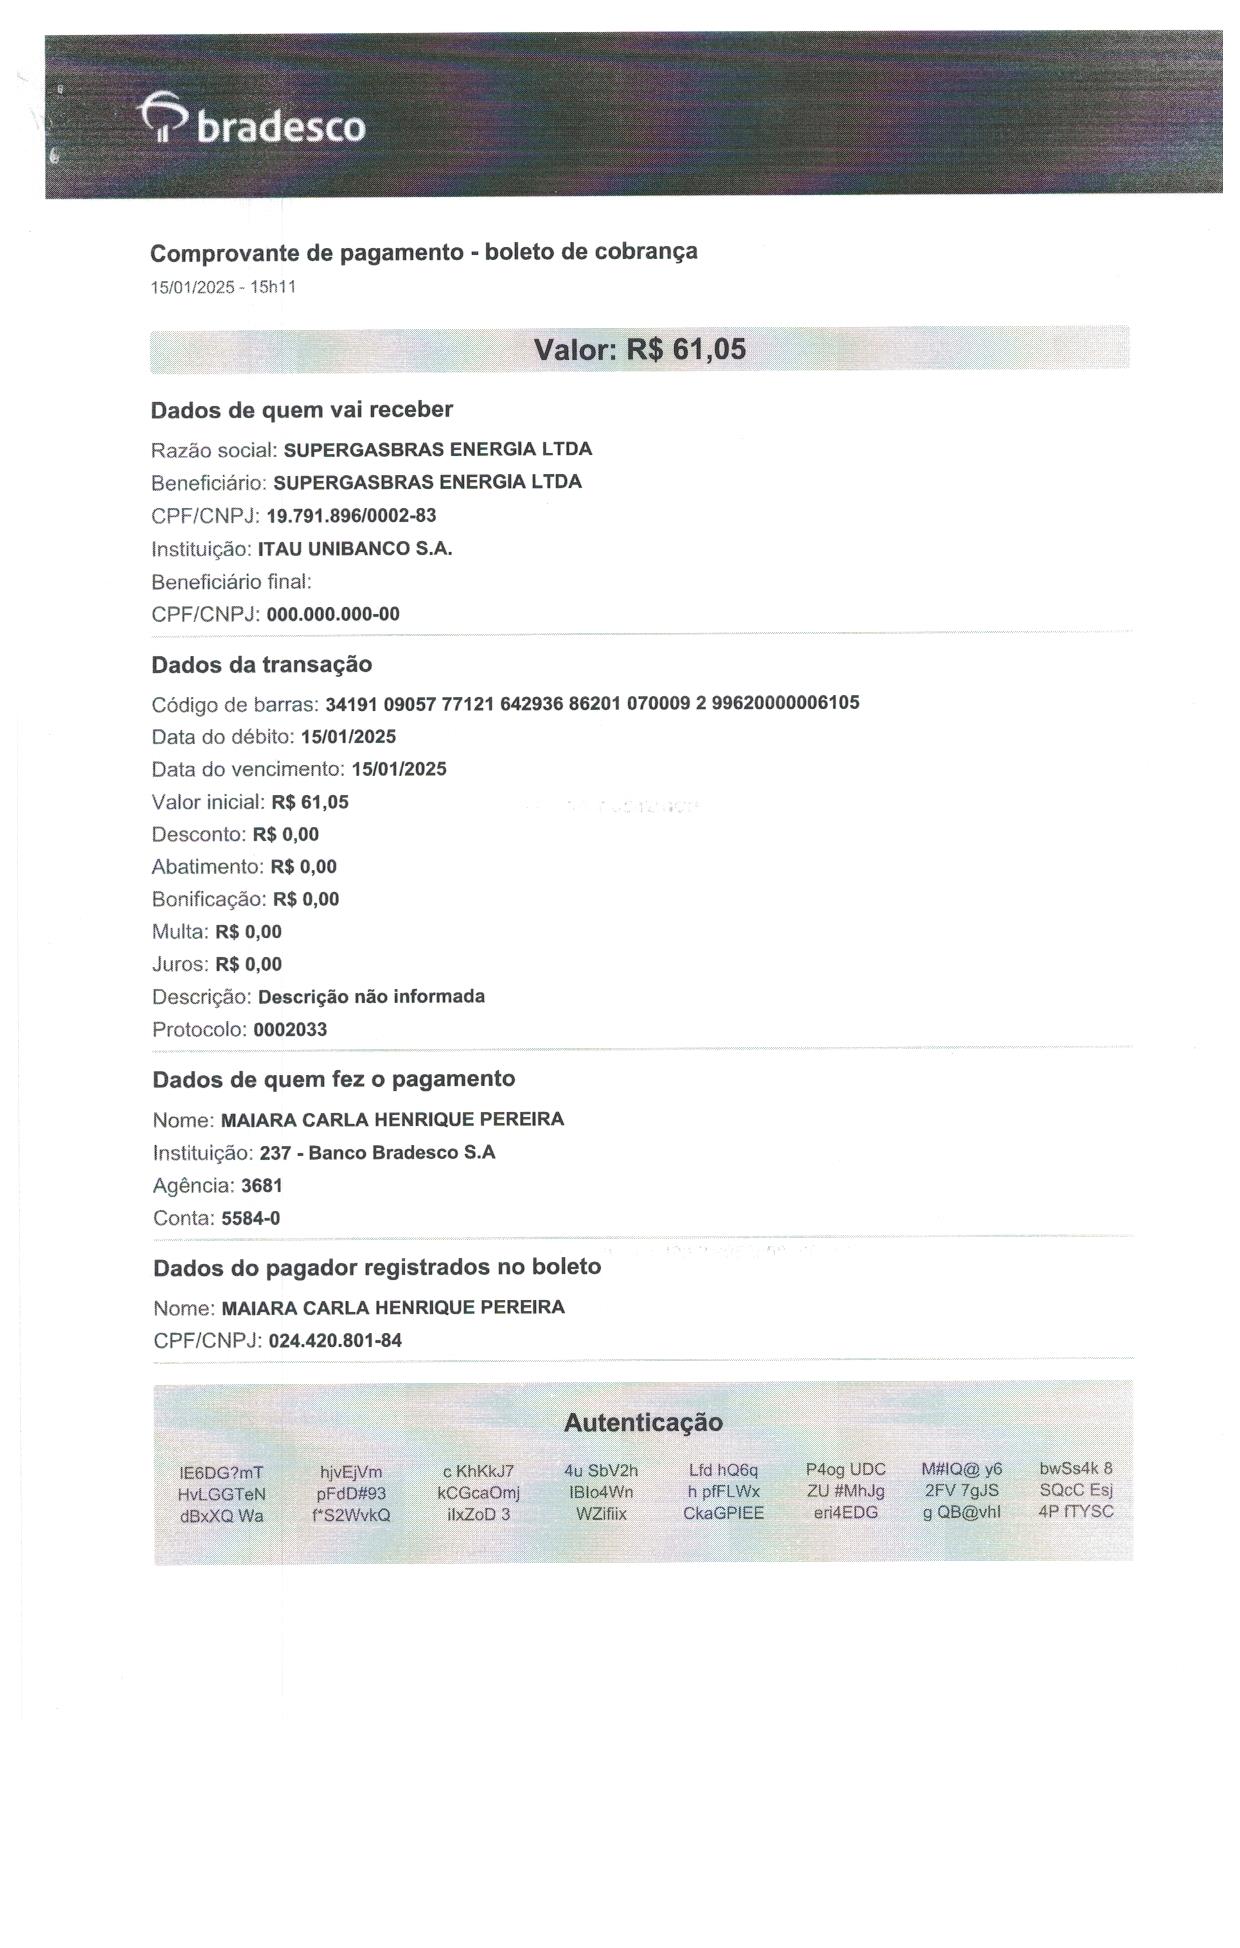 bradesco
Comprovante de pagamento - boleto de cobrança
15/01/2025 - 15h11
Valor: R$ 61,05
Dados de quem vai receber
Razão social: SUPERGASBRAS ENERGIA LTDA
Beneficiário: SUPERGASBRAS ENERGIA LTDA
CPF/CNPJ: 19.791.896/0002-83
Instituição: ITAU UNIBANCO S.A.
Beneficiário final:
CPF/CNPJ: 000.000.000-00
Dados da transação
Código de barras: 34191 09057 77121 642936 86201 070009 2 99620000006105
Data do débito: 15/01/2025
Data do vencimento: 15/01/2025
Valor inicial: R$ 61,05
Desconto: R$ 0,00
Abatimento: R$ 0,00
Bonificação: R$ 0,00
Multa: R$ 0,00
Juros: R$ 0,00
Descrição: Descrição não informada
Protocolo: 0002033
Dados de quem fez o pagamento
Nome: MAIARA CARLA HENRIQUE PEREIRA
Instituição: 237 - Banco Bradesco S.A
Agência: 3681
Conta: 5584-0
Dados do pagador registrados no boleto
Nome: MAIARA CARLA HENRIQUE PEREIRA
CPF/CNPJ: 024.420.801-84
Autenticação
IE6DG?mT hjvEjVm c KhKkJ7 4u SbV2h Lfd hQ6q P4og UDC M#IQ@ y6 bwSs4k 8
HvLGGTeN pFdD#93 kCGcaOmj IBIo4Wn h pfFLWx ZU #MhJg 2FV 7gJS SQcC Esj
dBxXQ Wa f*S2WvkQ iIxZoD 3 WZifiix CkaGPIEE eri4EDG g QB@vhI 4P fTYSC